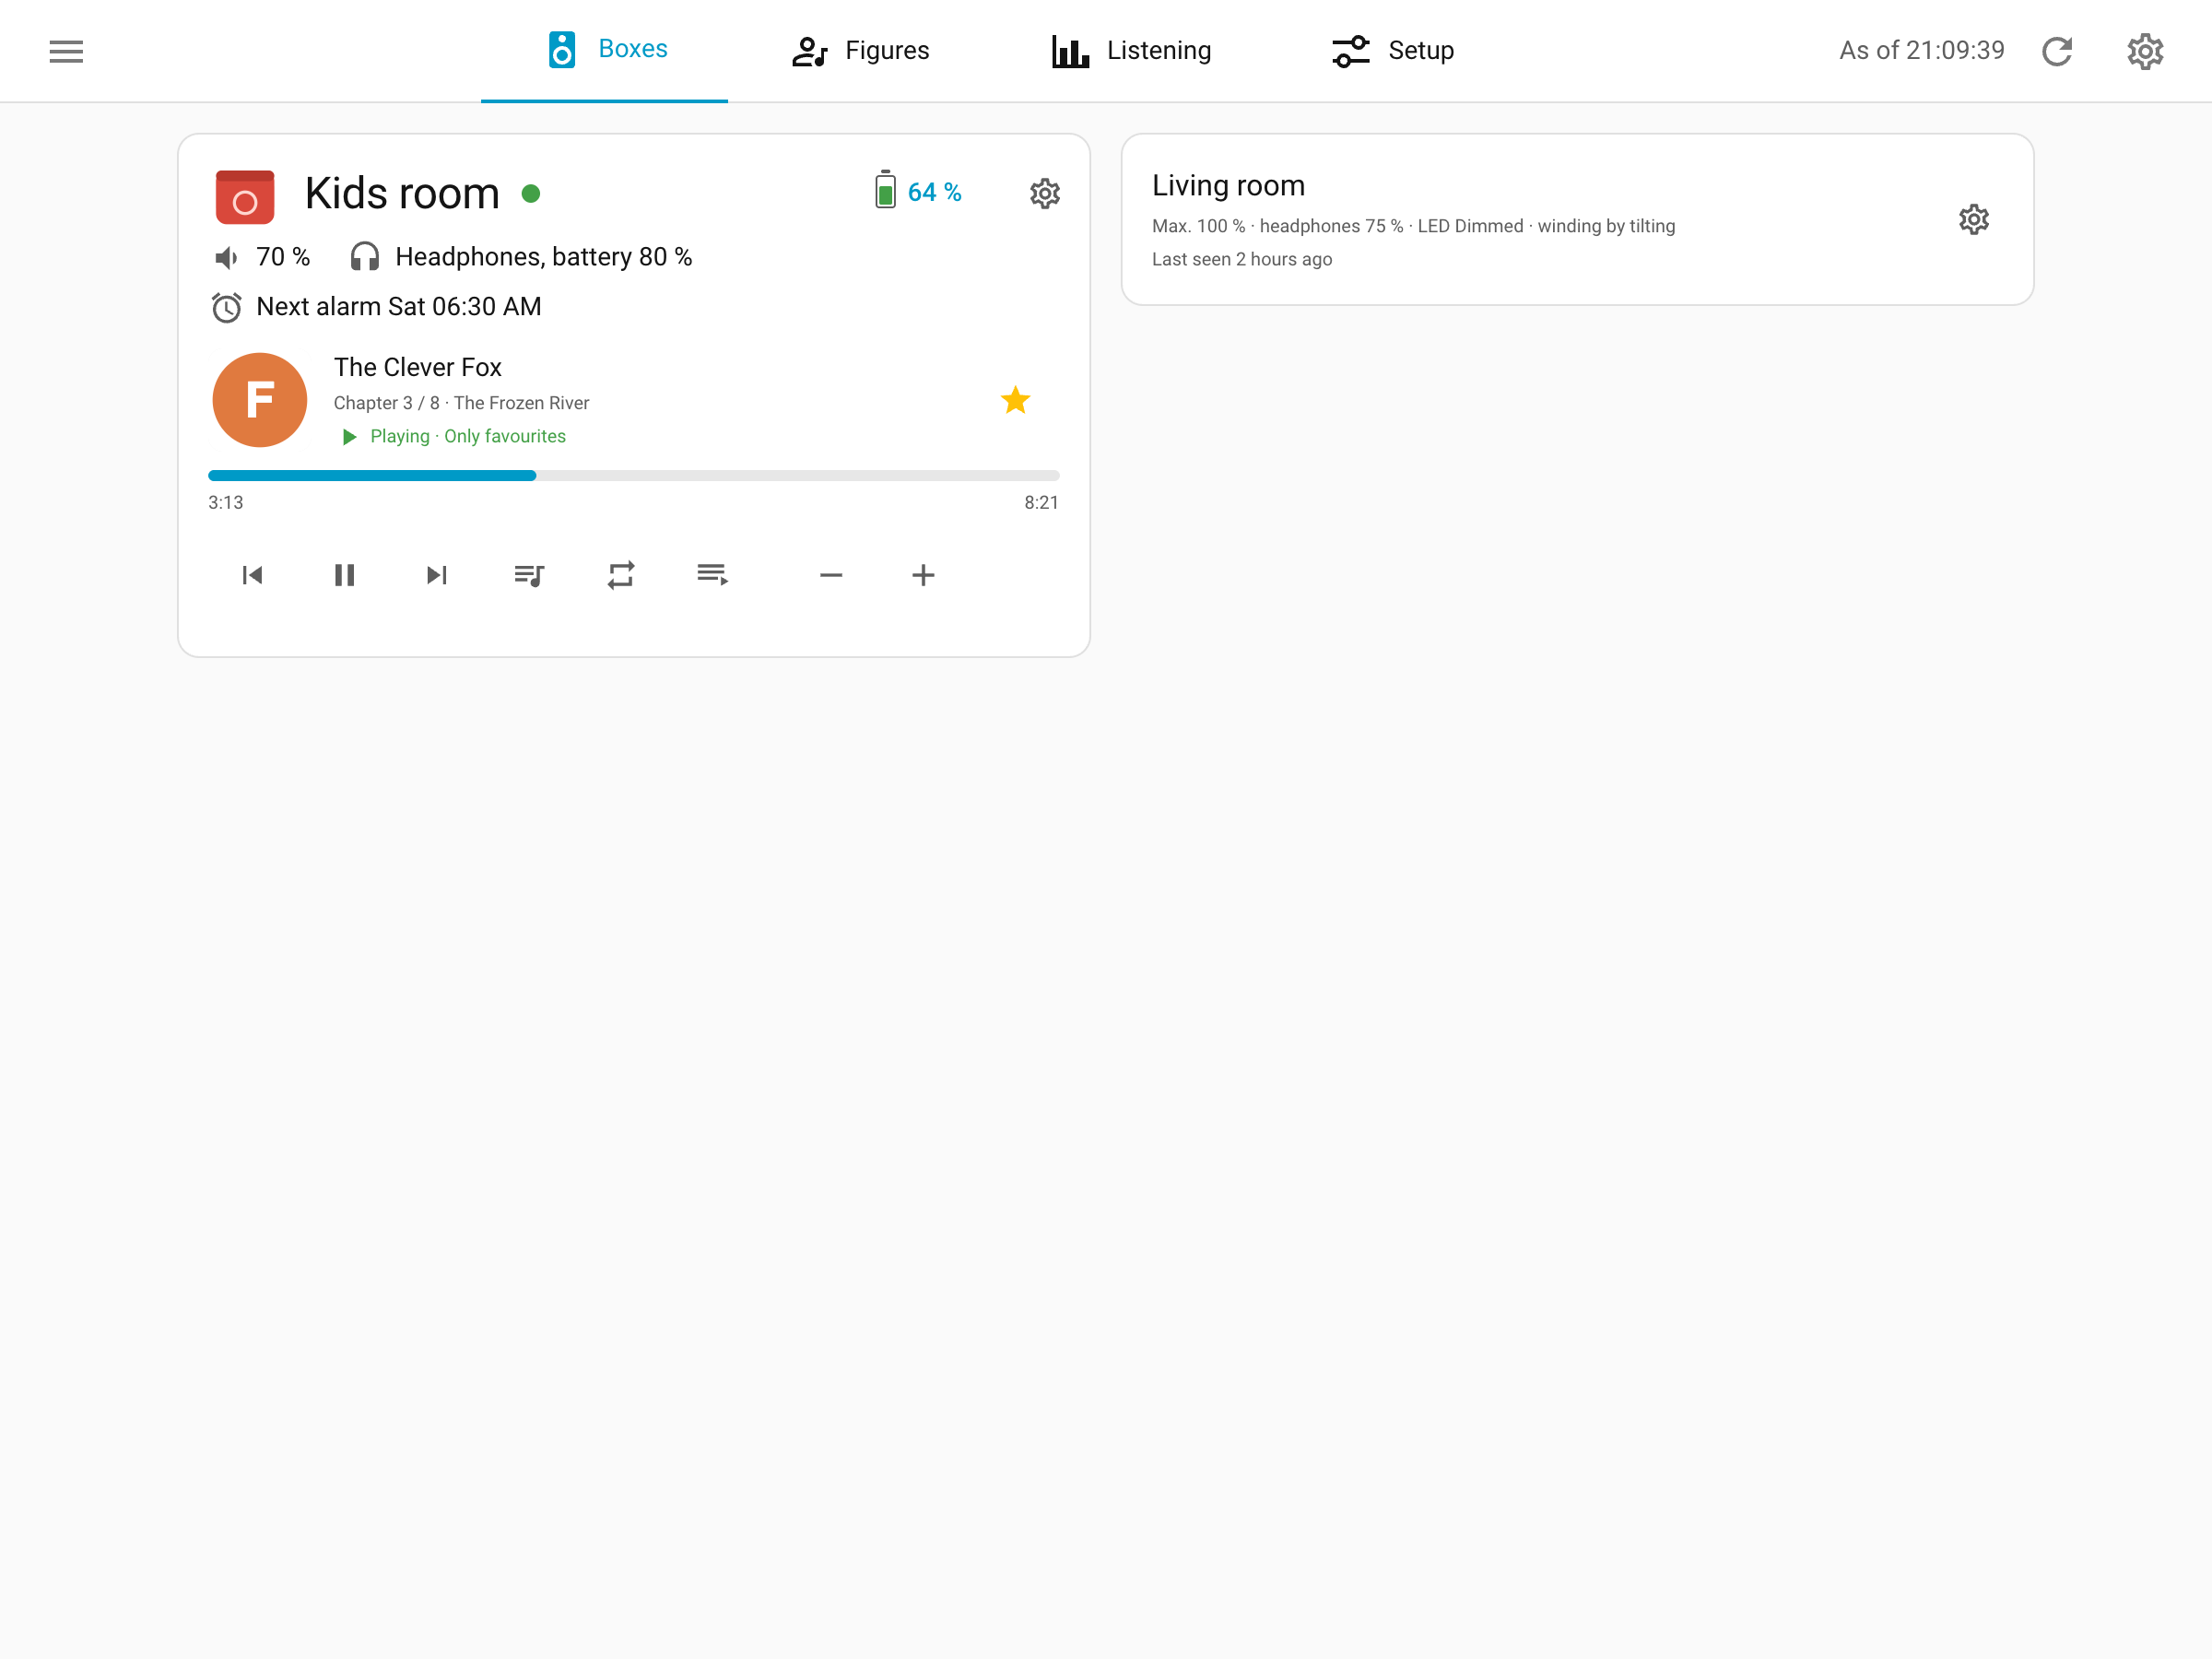 Boxes
Figures
Listening
Setup
As of 21:09:39
Kids room
64 %
70 %
Headphones, battery 80 %
Next alarm Sat 06:30 AM
F
The Clever Fox
Chapter 3 / 8 · The Frozen River
Playing · Only favourites
3:13
8:21
Living room
Max. 100 % · headphones 75 % · LED Dimmed · winding by tilting
Last seen 2 hours ago